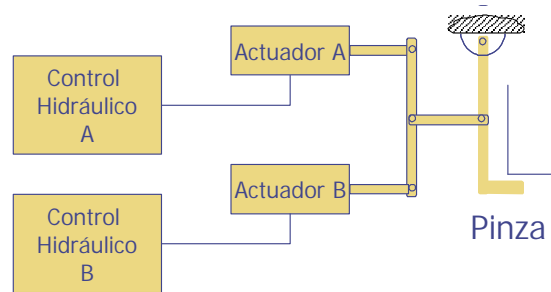 Control
Hidráulico
A
Actuador A
Control
Hidráulico
B
Actuador B
Pinza